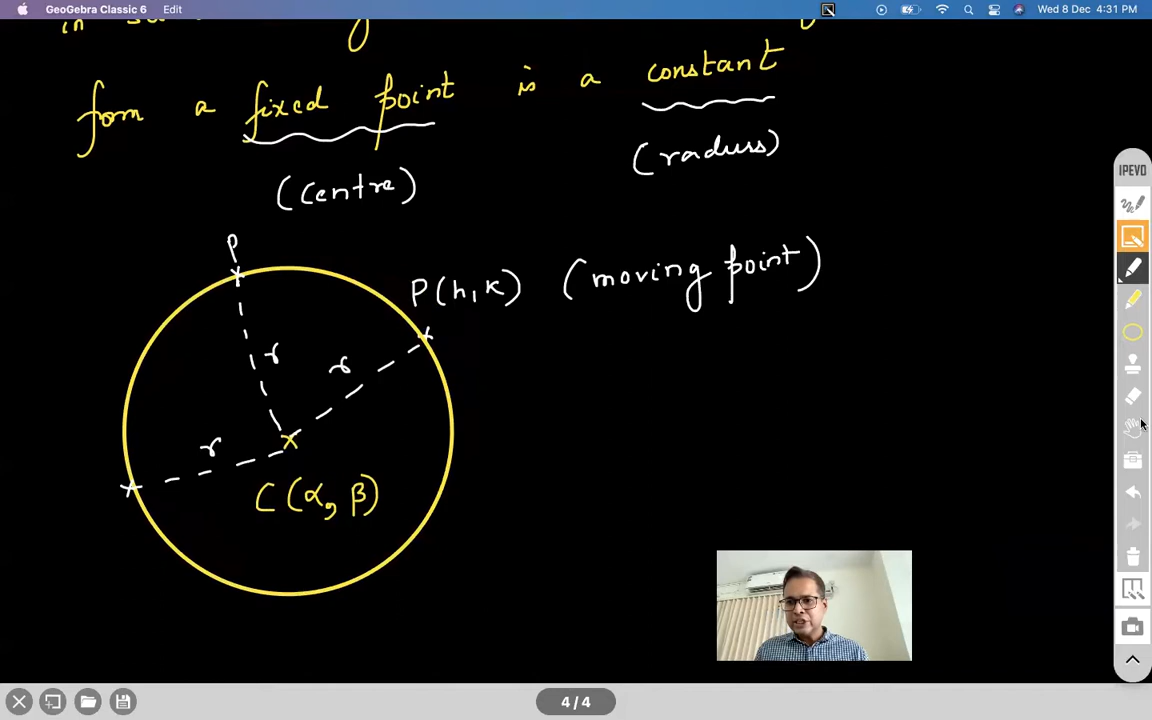 GeoGebra Classic 6 Edit Wed 8 Dec 4:31 PM
in
form a fixed point is a constant
(centre) (radius)
IPEVO
P
P(h,k) (moving point)
r
r
r
C(α, β)
4/4